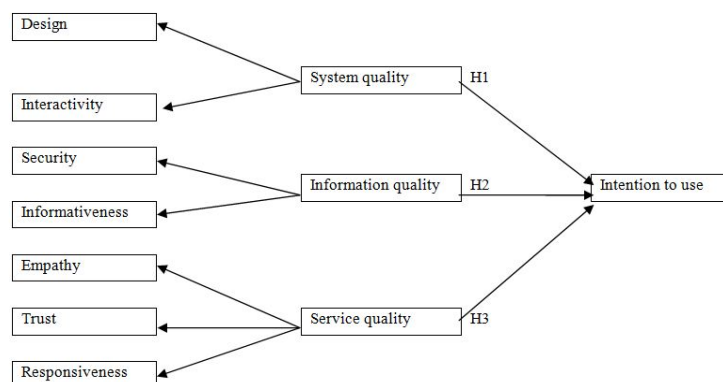 Design
System quality H1
Interactivity
Security
Information quality H2 Intention to use
Informativeness
Empathy
Trust Service quality H3
Responsiveness